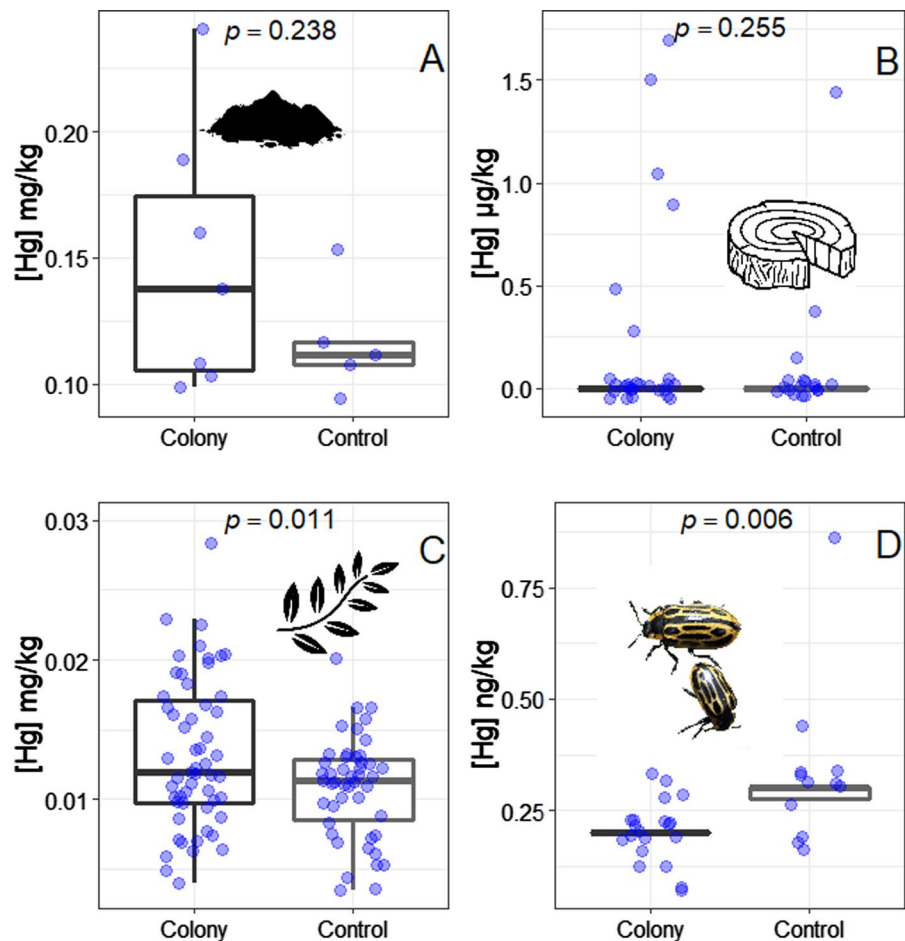 p = 0.238
A
[Hg] mg/kg
0.20
0.15
0.10
Colony Control
p = 0.255
B
[Hg] µg/kg
1.5
1.0
0.5
0.0
Colony Control
p = 0.011
C
[Hg] mg/kg
0.03
0.02
0.01
Colony Control
p = 0.006
D
[Hg] ng/kg
0.75
0.50
0.25
Colony Control